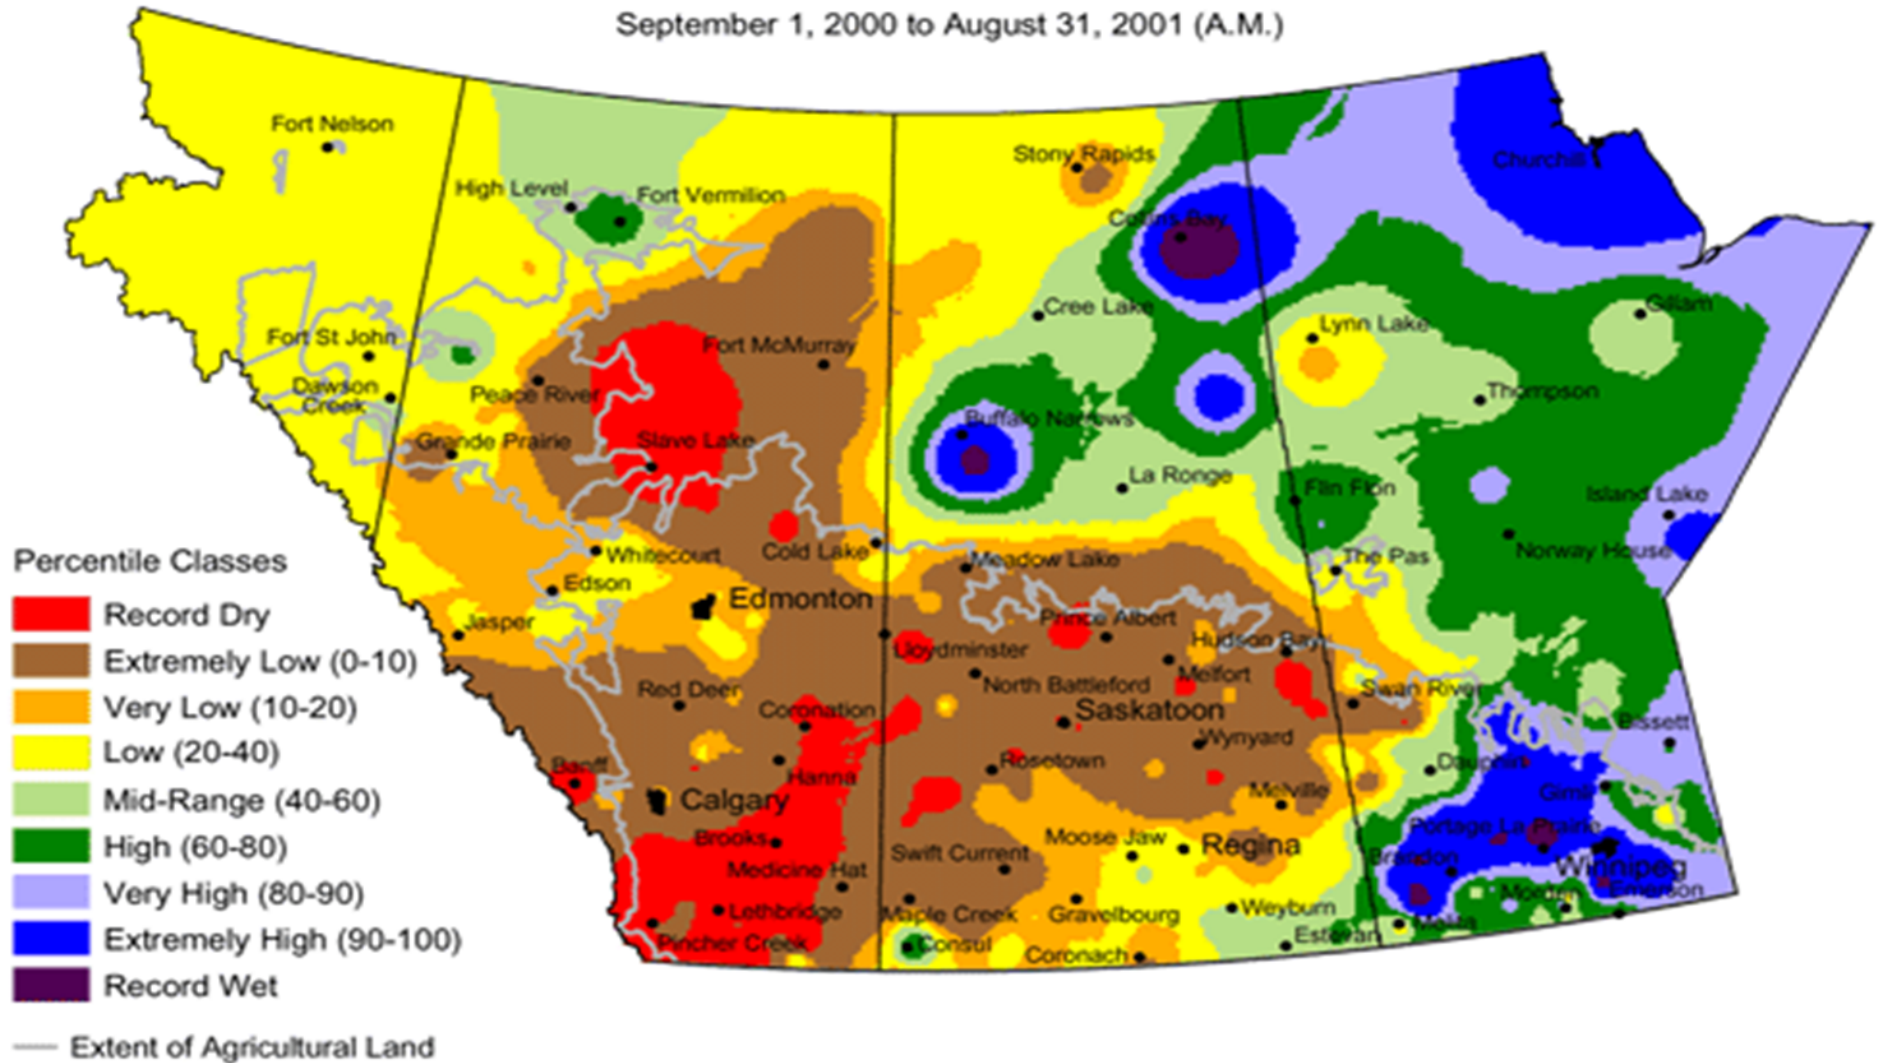 September 1, 2000 to August 31, 2001 (A.M.)
Fort Nelson
Stony Rapids
Churchill
High Level
Fort Vermilion
Collins Bay
Cree Lake
Gillam
Lynn Lake
Fort St John
Fort McMurray
Dawson
Creek
Peace River
Thompson
Buffalo Narrows
Grande Prairie
Slave Lake
La Ronge
Flin Flon
Island Lake
Whitecourt
Cold Lake
Meadow Lake
The Pas
Norway House
Edson
Edmonton
Jasper
Prince Albert
Hudson Bay
Lloydminster
Melfort
Red Deer
North Battleford
Swan River
Coronation
Saskatoon
Bissett
Wynyard
Banff
Hanna
Rosetown
Dauphin
Calgary
Melville
Gimli
Brooks
Moose Jaw
Regina
Portage La Prairie
Medicine Hat
Swift Current
Brandon
Winnipeg
Lethbridge
Maple Creek
Gravelbourg
Weyburn
Morden
Emerson
Pincher Creek
Consul
Coronach
Estevan
Melita
Percentile Classes
Record Dry
Extremely Low (0-10)
Very Low (10-20)
Low (20-40)
Mid-Range (40-60)
High (60-80)
Very High (80-90)
Extremely High (90-100)
Record Wet
Extent of Agricultural Land